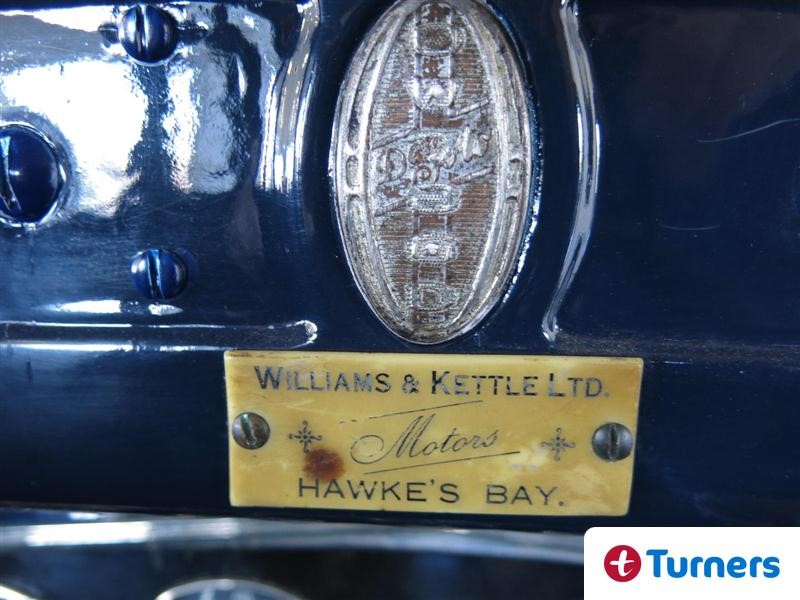 WILLIAMS & KETTLE LTD.
Motors
HAWKE'S BAY.
t Turners